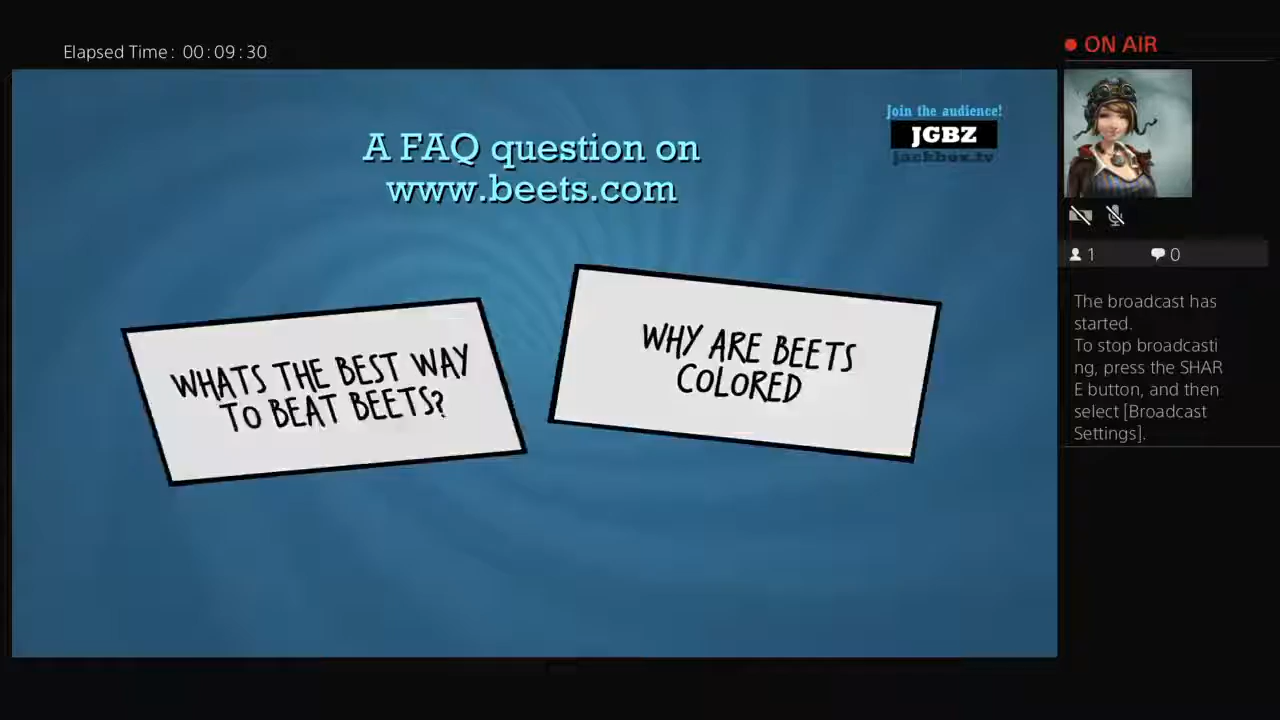 Elapsed Time: 00:09:30
ON AIR
A FAQ question on
www.beets.com
Join the audience!
JGBZ
jackbox.tv
WHATS THE BEST WAY
TO BEAT BEETS?
WHY ARE BEETS
COLORED
1
0
The broadcast has
started.
To stop broadcasti
ng, press the SHAR
E button, and then
select [Broadcast
Settings].